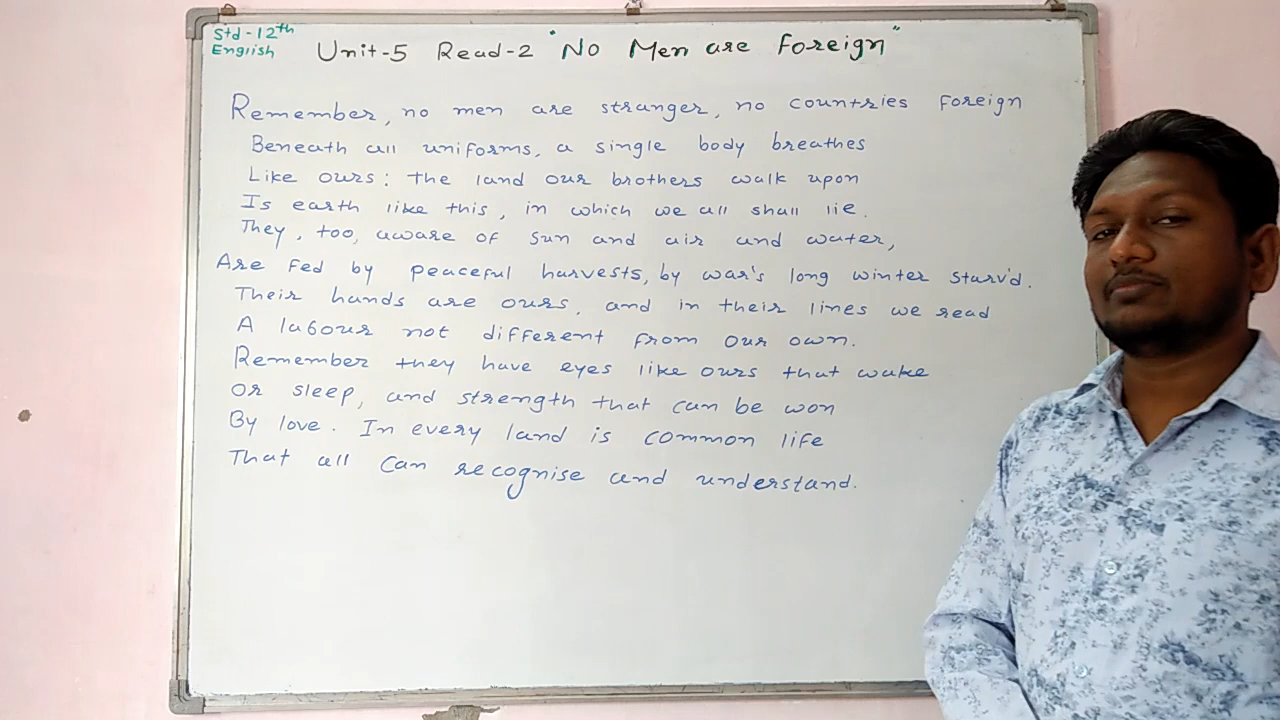 Std-12th
English
Unit-5 Read-2 "No Men are Foreign"
Remember, no men are stranger, no countries foreign
Beneath all uniforms, a single body breathes
Like ours: the land our brothers walk upon
Is earth like this, in which we all shall lie.
They, too, aware of sun and air and water,
Are fed by peaceful harvests, by war's long winter starv'd.
Their hands are ours, and in their lines we read
A labour not different from our own.
Remember they have eyes like ours that wake
or sleep, and strength that can be won
By love. In every land is common life
That all can recognise and understand.